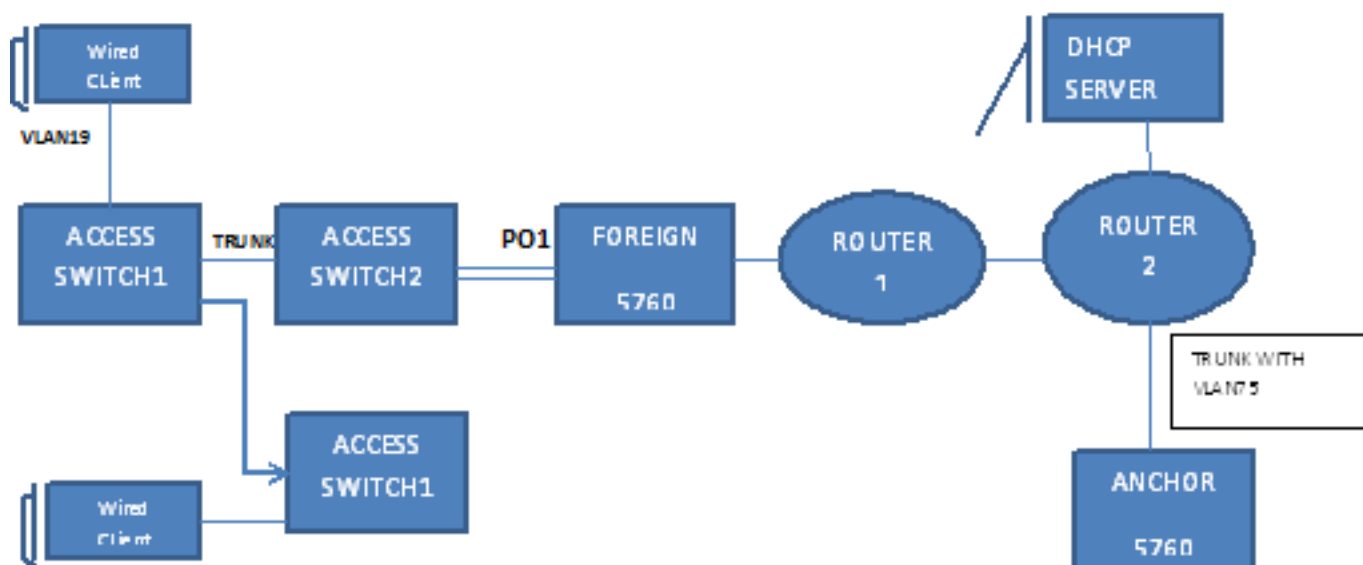 Wired
CLient
VLAN19
DHCP
SERVER
ACCESS
SWITCH1
TRUNK
ACCESS
SWITCH2
PO1
FOREIGN
5760
ROUTER
1
ROUTER
2
TRUNK WITH
VLAN75
ACCESS
SWITCH1
Wired
CLient
ANCHOR
5760